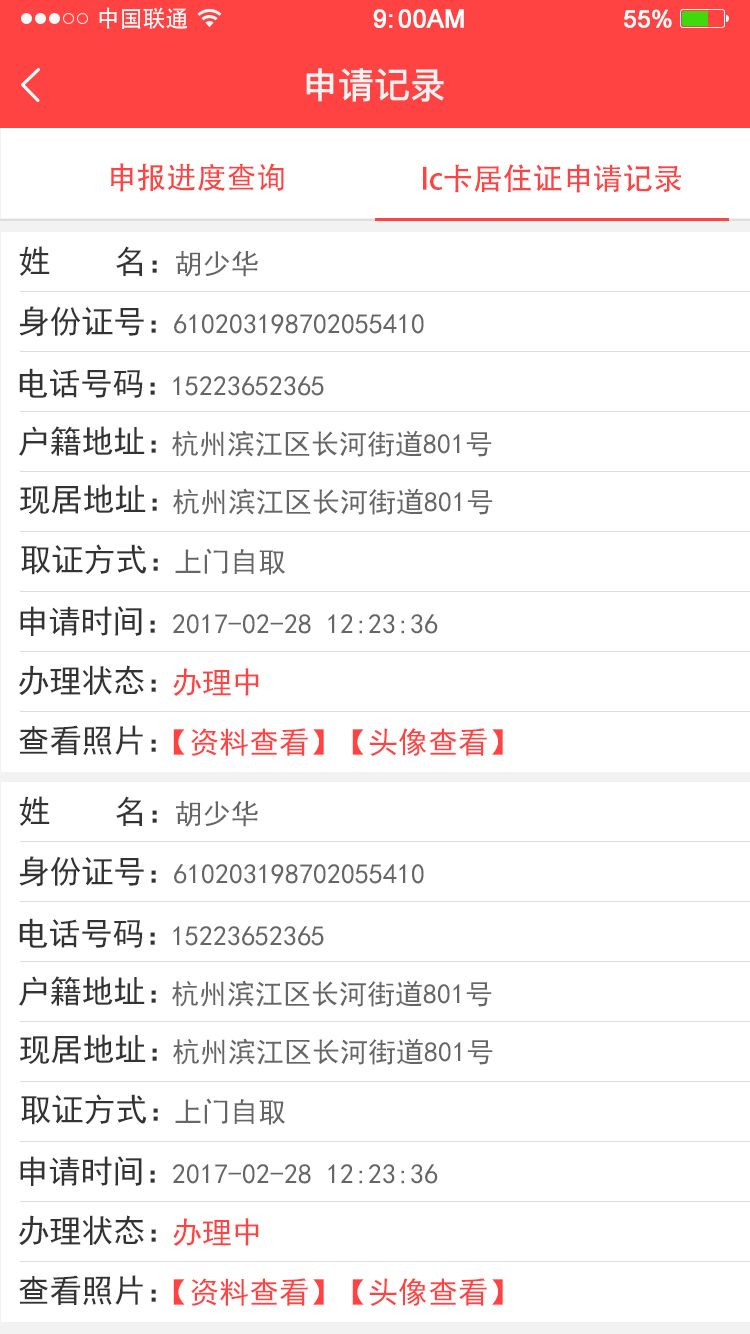 中国联通 9:00AM 55%
申请记录
申报进度查询 Ic卡居住证申请记录
姓 名: 胡少华
身份证号: 610203198702055410
电话号码: 15223652365
户籍地址: 杭州滨江区长河街道801号
现居地址: 杭州滨江区长河街道801号
取证方式: 上门自取
申请时间: 2017-02-28 12:23:36
办理状态: 办理中
查看照片:【资料查看】【头像查看】
姓 名: 胡少华
身份证号: 610203198702055410
电话号码: 15223652365
户籍地址: 杭州滨江区长河街道801号
现居地址: 杭州滨江区长河街道801号
取证方式: 上门自取
申请时间: 2017-02-28 12:23:36
办理状态: 办理中
查看照片:【资料查看】【头像查看】